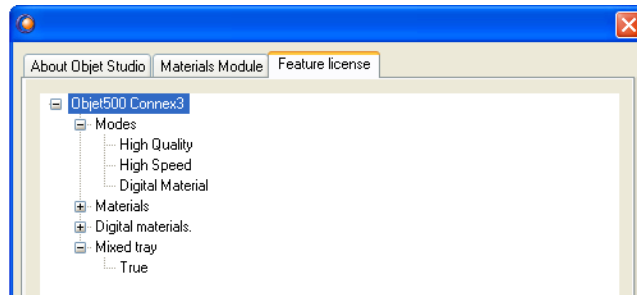 About Objet Studio Materials Module Feature license
Objet500 Connex3
Modes
High Quality
High Speed
Digital Material
Materials
Digital materials.
Mixed tray
True